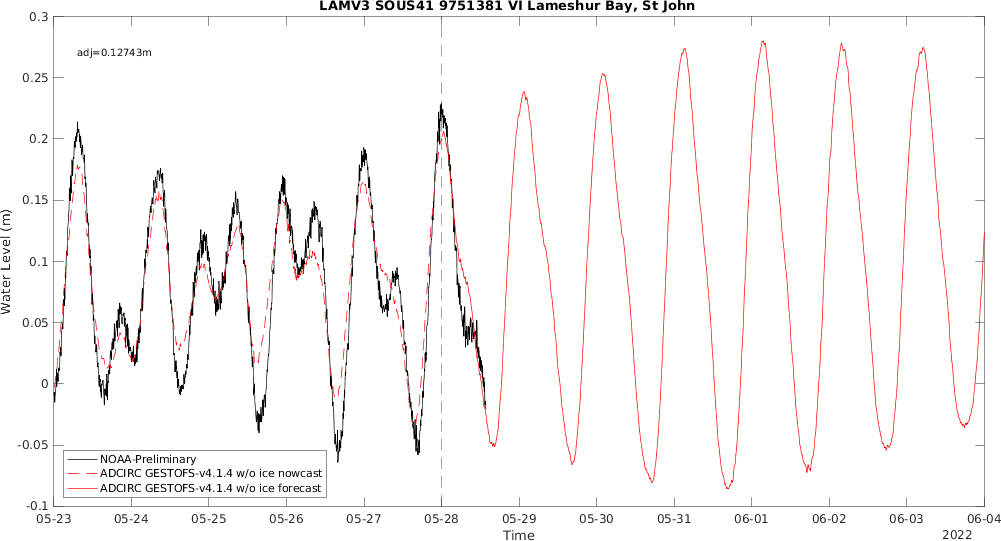 LAMV3 SOUS41 9751381 VI Lameshur Bay, St John
adj=0.12743m
0.3
0.25
0.2
0.15
0.1
0.05
0
-0.05
-0.1
Water Level (m)
NOAA-Preliminary
ADCIRC GESTOFS-v4.1.4 w/o ice nowcast
ADCIRC GESTOFS-v4.1.4 w/o ice forecast
05-23 05-24 05-25 05-26 05-27 05-28 05-29 05-30 05-31 06-01 06-02 06-03 06-04
Time
2022